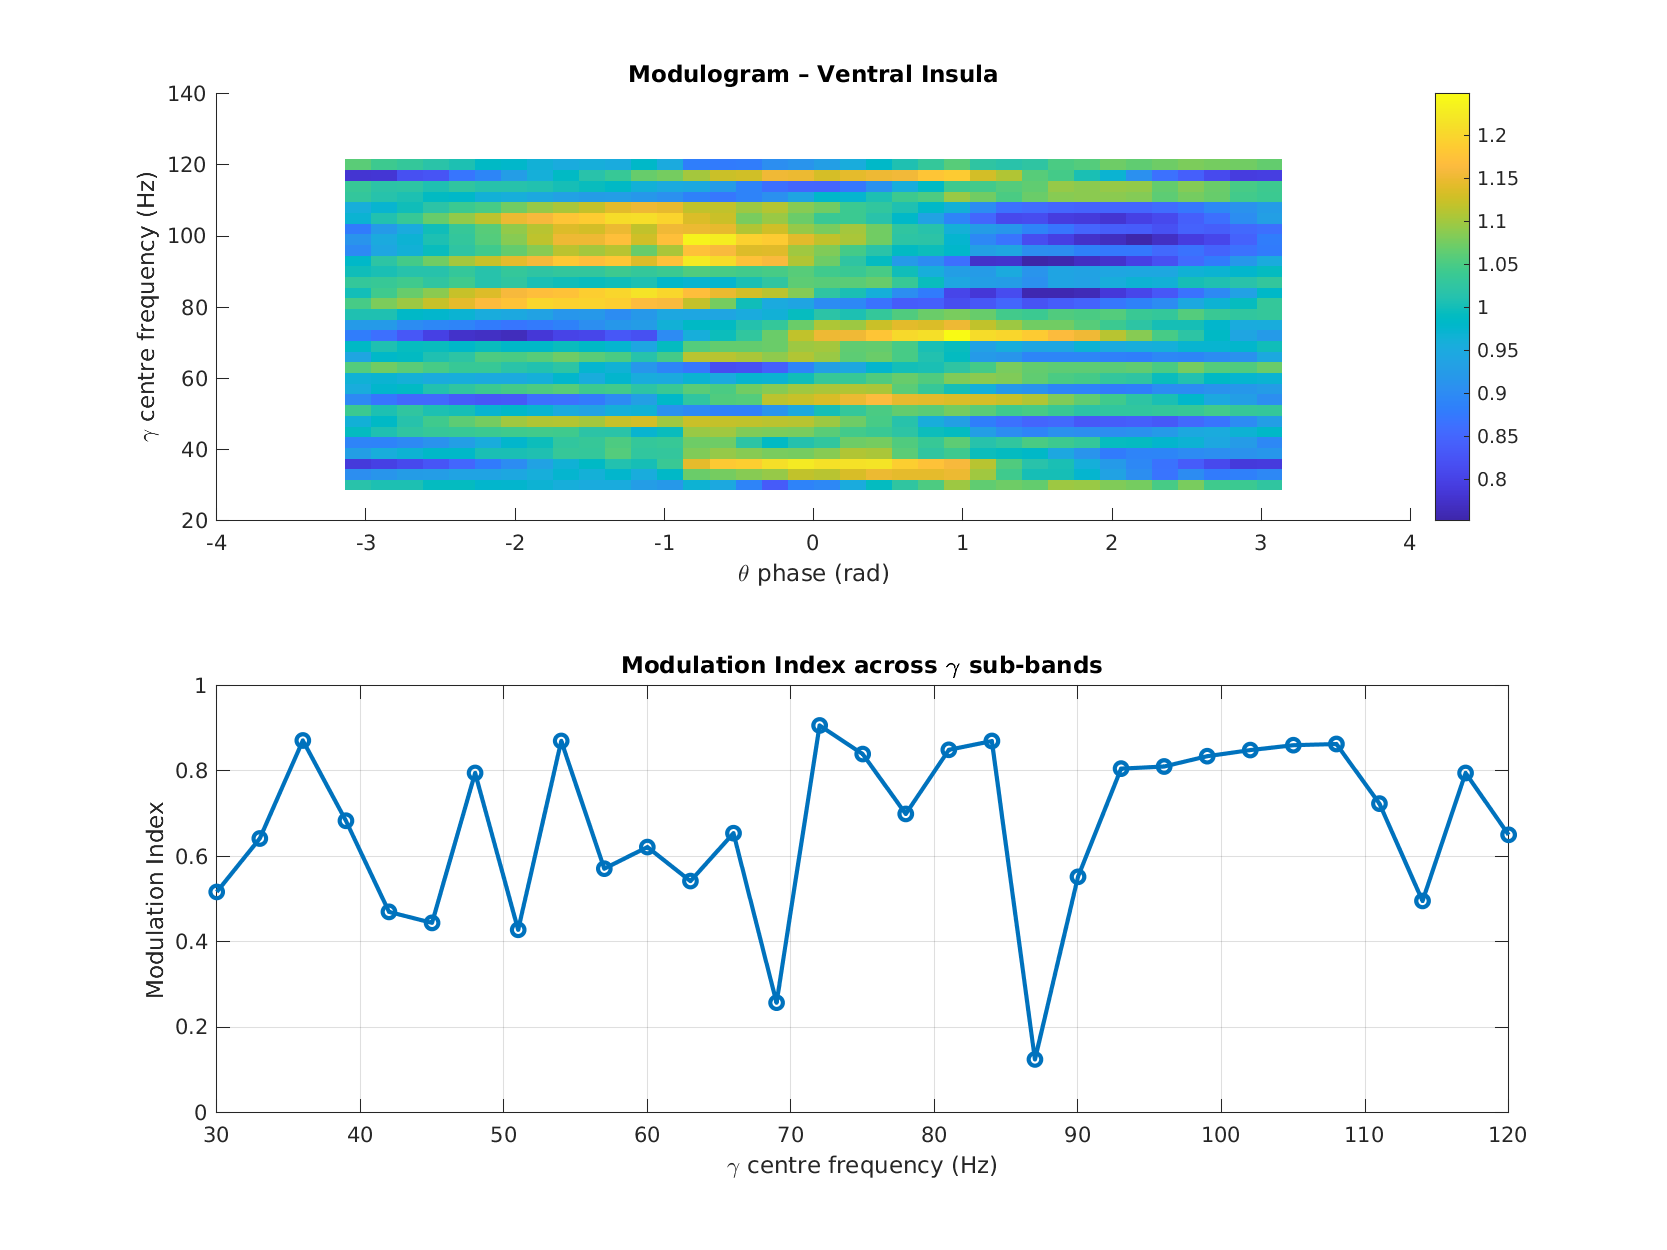 Modulogram – Ventral Insula
140
120
100
80
60
40
20
γ centre frequency (Hz)
-4 -3 -2 -1 0 1 2 3 4
θ phase (rad)
1.2
1.15
1.1
1.05
1
0.95
0.9
0.85
0.8
Modulation Index across γ sub-bands
1
0.8
0.6
0.4
0.2
0
Modulation Index
30 40 50 60 70 80 90 100 110 120
γ centre frequency (Hz)